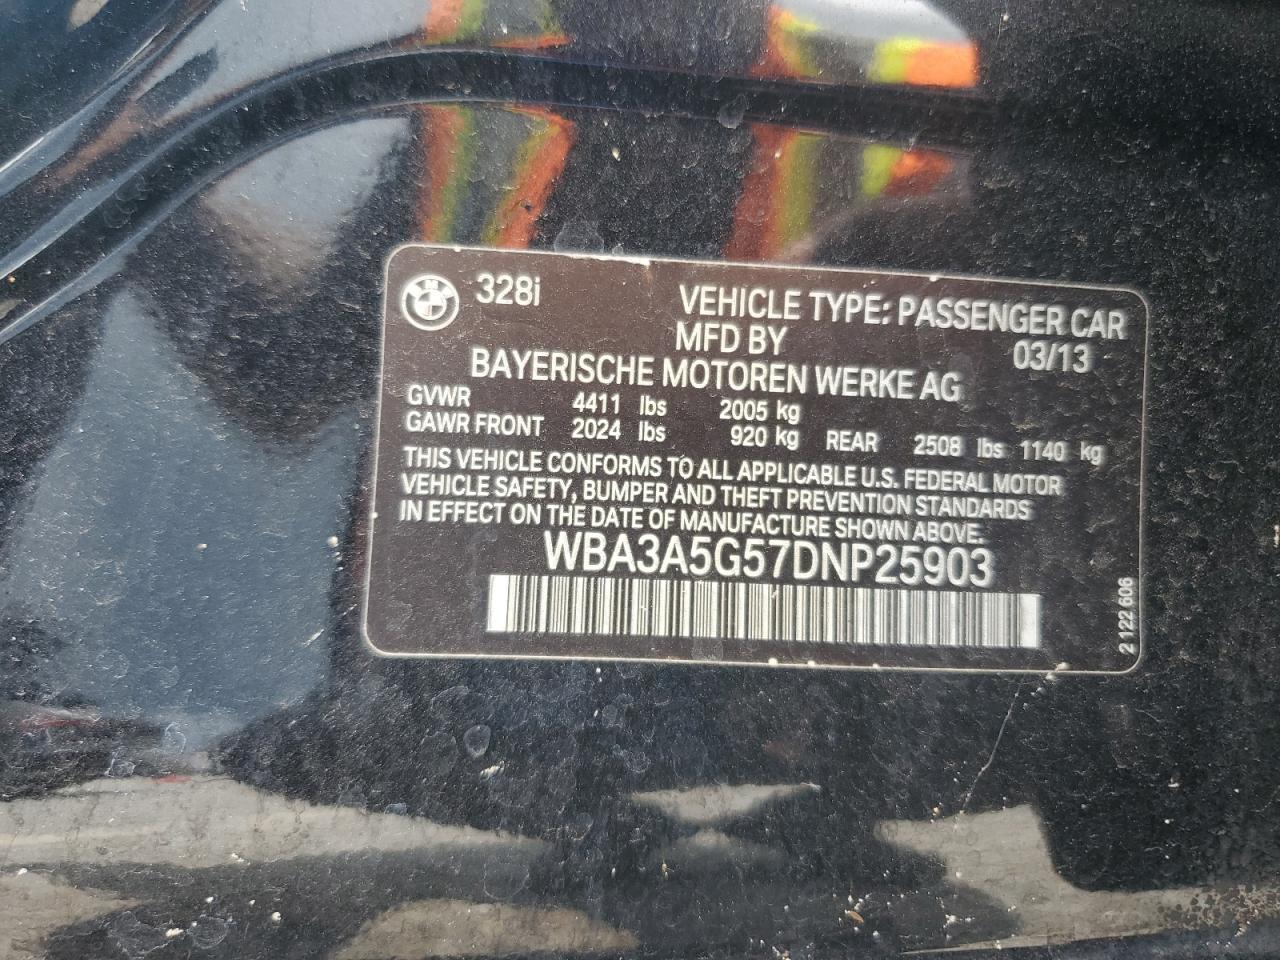 BMW 328i VEHICLE TYPE: PASSENGER CAR
MFD BY 03/13
BAYERISCHE MOTOREN WERKE AG
GVWR 4411 lbs 2005 kg
GAWR FRONT 2024 lbs 920 kg REAR 2508 lbs 1140 kg
THIS VEHICLE CONFORMS TO ALL APPLICABLE U.S. FEDERAL MOTOR
VEHICLE SAFETY, BUMPER AND THEFT PREVENTION STANDARDS
IN EFFECT ON THE DATE OF MANUFACTURE SHOWN ABOVE.
WBA3A5G57DNP25903
2 122 606